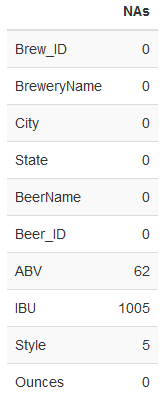 NAs
Brew_ID 0
BreweryName 0
City 0
State 0
BeerName 0
Beer_ID 0
ABV 62
IBU 1005
Style 5
Ounces 0